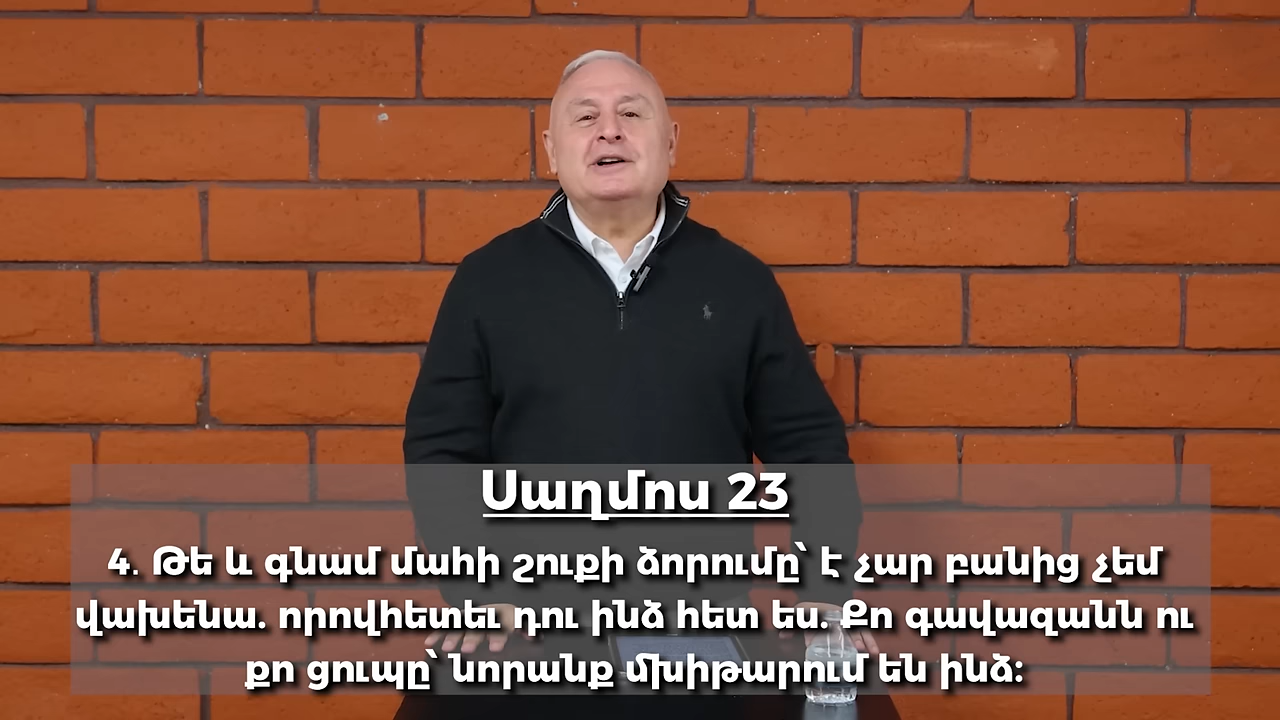 Սաղմոս 23
4. Թե և գնամ մահի շուքի ձորումը՝ է չար բանից չեմ
վախենա. որովհետեւ դու ինձ հետ ես. Քո գավազանն ու
քո ցուպը՝ նորանք մխիթարում են ինձ: